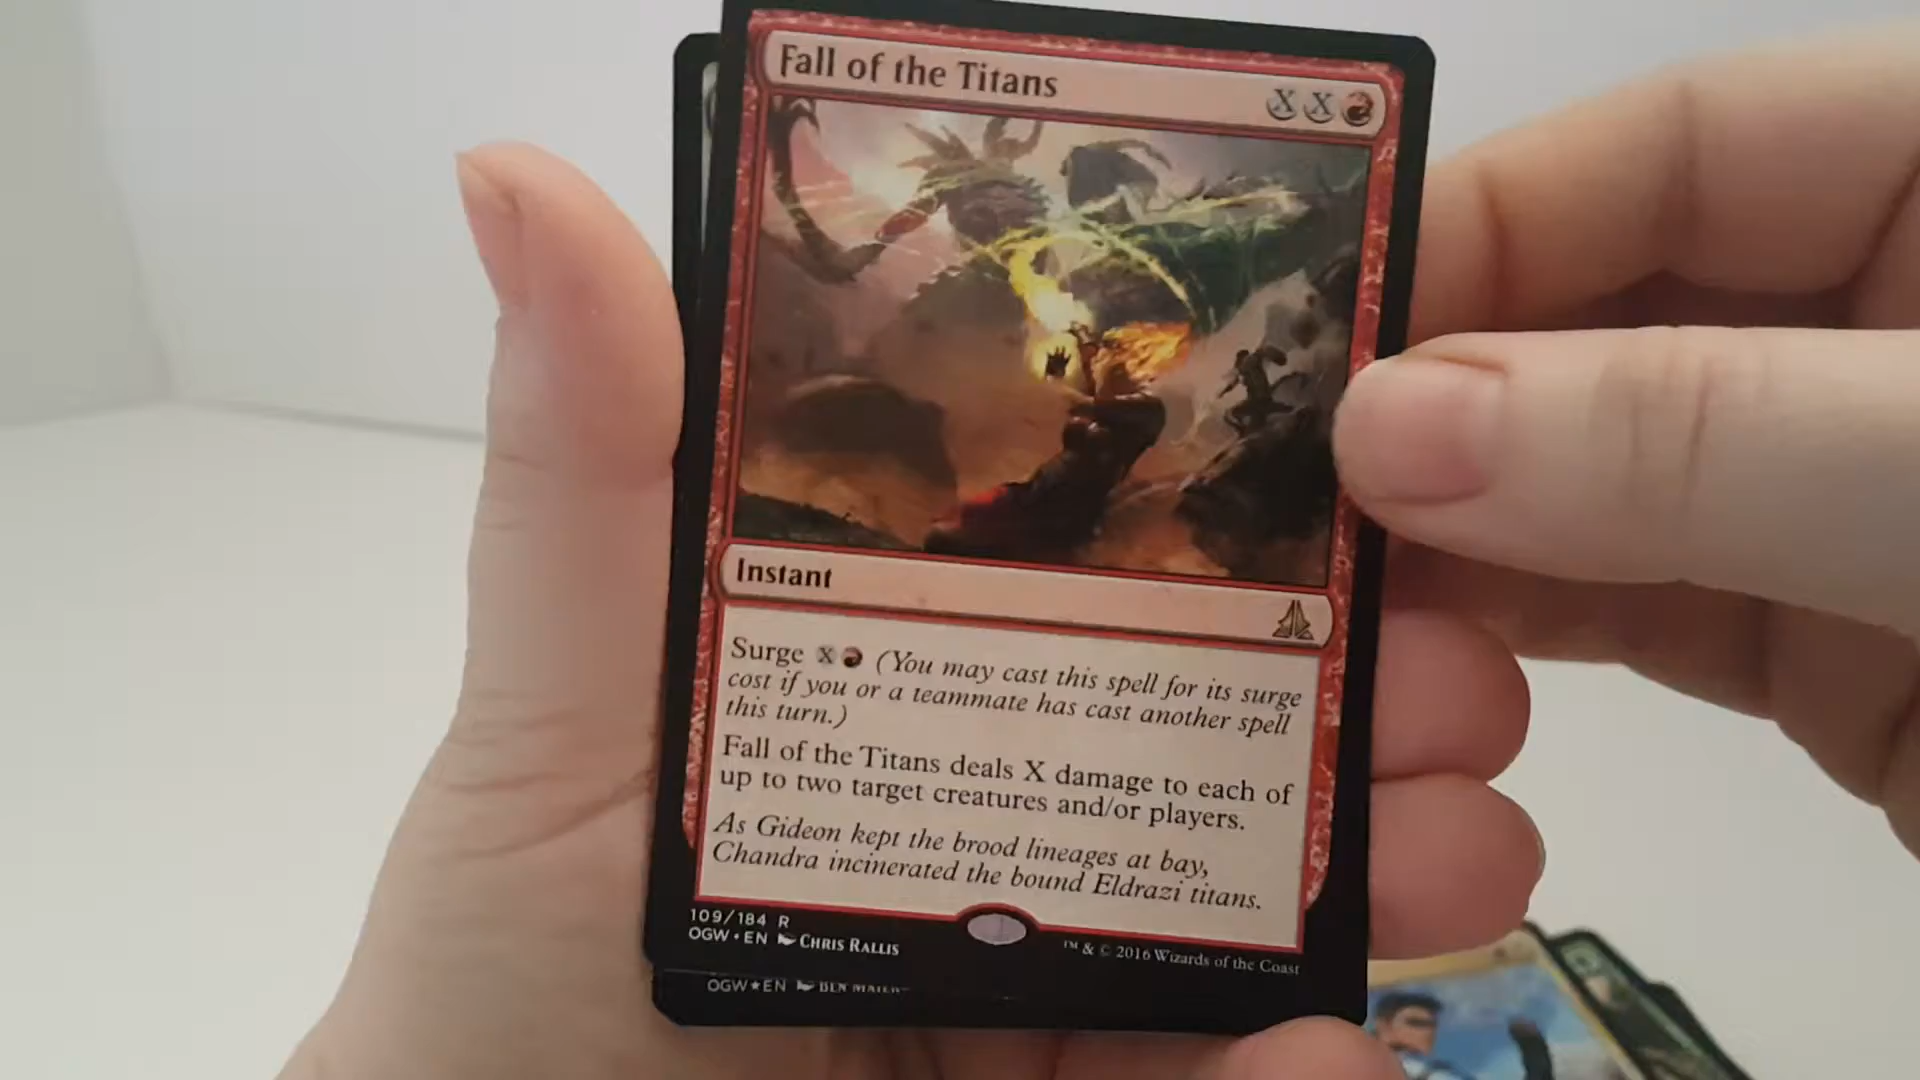 Fall of the Titans X X
Instant
Surge X (You may cast this spell for its surge
cost if you or a teammate has cast another spell
this turn.)
Fall of the Titans deals X damage to each of
up to two target creatures and/or players.
As Gideon kept the brood lineages at bay,
Chandra incinerated the bound Eldrazi titans.
109/184 R
OGW • EN CHRIS RALLIS
™ & © 2016 Wizards of the Coast
OGW★EN BEN